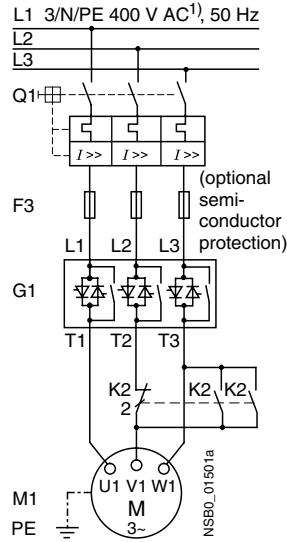 L1 3/N/PE 400 V AC1), 50 Hz
L2
L3
Q1
I >> I >> I >>
(optional
semi-
conductor
protection)
F3
L1 L2 L3
G1
T1 T2 T3
K2 K2 K2
2
U1 V1 W1
M
3~
M1
PE
NSB0_01501a